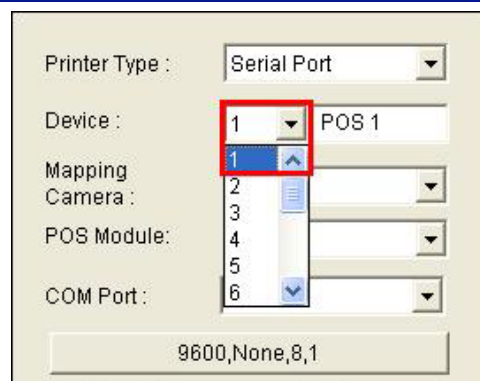 Printer Type : Serial Port
Device : 1 POS 1
1
Mapping
Camera :
2
3
POS Module:
4
5
COM Port :
6
9600,None,8,1